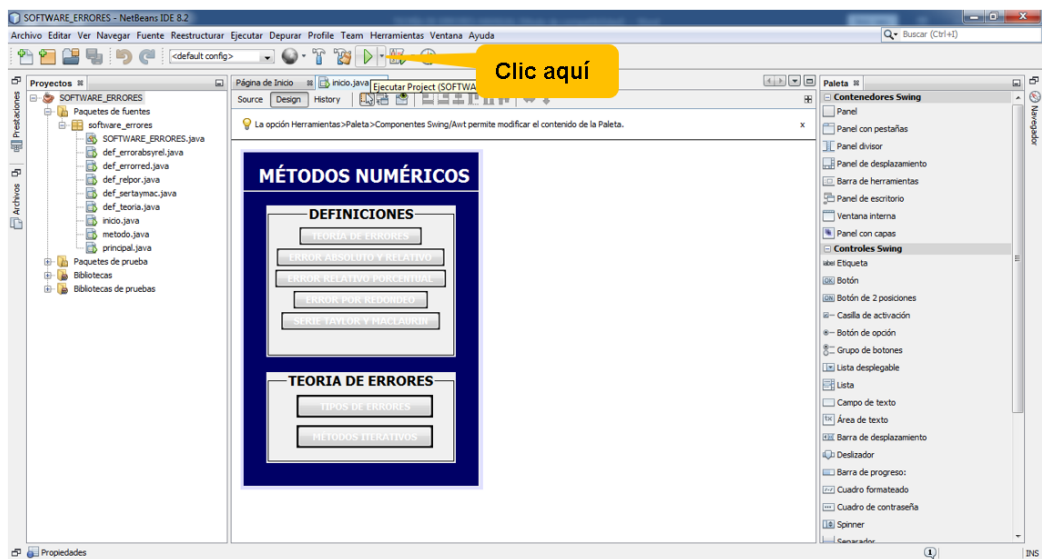 SOFTWARE_ERRORES - NetBeans IDE 8.2
Archivo Editar Ver Navegar Fuente Reestructurar Ejecutar Depurar Profile Team Herramientas Ventana Ayuda
Buscar (Ctrl+I)
<default config>
Clic aquí
Proyectos
Página de Inicio
inicio.java
Ejecutar Project (SOFTWA
Source Design History
La opción Herramientas>Paleta>Componentes Swing/Awt permite modificar el contenido de la Paleta.
x
Prestaciones
Archivos
SOFTWARE_ERRORES
Paquetes de fuentes
software_errores
SOFTWARE_ERRORES.java
def_errorabsyrel.java
def_errorred.java
def_relpor.java
def_sertaymac.java
def_teoria.java
inicio.java
metodo.java
principal.java
Paquetes de prueba
Bibliotecas
Bibliotecas de pruebas
MÉTODOS NUMÉRICOS
DEFINICIONES
TEORIA DE ERRORES
ERROR ABSOLUTO Y RELATIVO
ERROR RELATIVO PORCENTUAL
ERROR POR REDONDEO
SERIE TAYLOR Y MACLAURIN
TEORIA DE ERRORES
TIPOS DE ERRORES
METODOS ITERATIVOS
Paleta
Contenedores Swing
Panel
Panel con pestañas
Panel divisor
Panel de desplazamiento
Barra de herramientas
Panel de escritorio
Ventana interna
Panel con capas
Controles Swing
label Etiqueta
OK Botón
ON Botón de 2 posiciones
Casilla de activación
Botón de opción
Grupo de botones
Lista desplegable
Lista
Campo de texto
Área de texto
Barra de desplazamiento
Deslizador
Barra de progreso:
Cuadro formateado
Cuadro de contraseña
Spinner
Separador
Navegador
Propiedades
1
INS